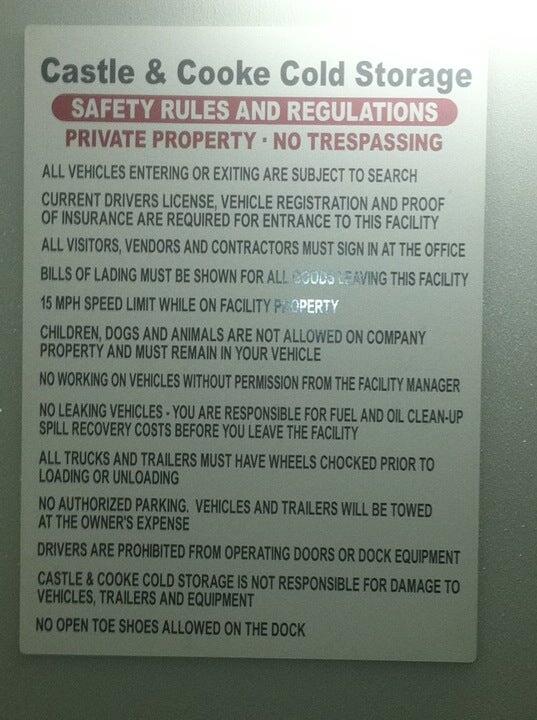 Castle & Cooke Cold Storage
SAFETY RULES AND REGULATIONS
PRIVATE PROPERTY · NO TRESPASSING
ALL VEHICLES ENTERING OR EXITING ARE SUBJECT TO SEARCH
CURRENT DRIVERS LICENSE, VEHICLE REGISTRATION AND PROOF
OF INSURANCE ARE REQUIRED FOR ENTRANCE TO THIS FACILITY
ALL VISITORS, VENDORS AND CONTRACTORS MUST SIGN IN AT THE OFFICE
BILLS OF LADING MUST BE SHOWN FOR ALL GOODS LEAVING THIS FACILITY
15 MPH SPEED LIMIT WHILE ON FACILITY PROPERTY
CHILDREN, DOGS AND ANIMALS ARE NOT ALLOWED ON COMPANY
PROPERTY AND MUST REMAIN IN YOUR VEHICLE
NO WORKING ON VEHICLES WITHOUT PERMISSION FROM THE FACILITY MANAGER
NO LEAKING VEHICLES - YOU ARE RESPONSIBLE FOR FUEL AND OIL CLEAN-UP
SPILL RECOVERY COSTS BEFORE YOU LEAVE THE FACILITY
ALL TRUCKS AND TRAILERS MUST HAVE WHEELS CHOCKED PRIOR TO
LOADING OR UNLOADING
NO AUTHORIZED PARKING. VEHICLES AND TRAILERS WILL BE TOWED
AT THE OWNER'S EXPENSE
DRIVERS ARE PROHIBITED FROM OPERATING DOORS OR DOCK EQUIPMENT
CASTLE & COOKE COLD STORAGE IS NOT RESPONSIBLE FOR DAMAGE TO
VEHICLES, TRAILERS AND EQUIPMENT
NO OPEN TOE SHOES ALLOWED ON THE DOCK